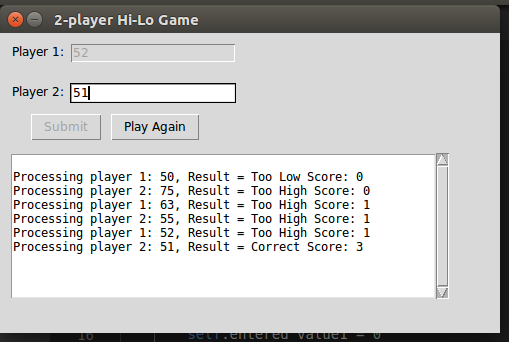 2-player Hi-Lo Game
Player 1: 52
Player 2: 51
Submit Play Again
Processing player 1: 50, Result = Too Low Score: 0
Processing player 2: 75, Result = Too High Score: 0
Processing player 1: 63, Result = Too High Score: 1
Processing player 2: 55, Result = Too High Score: 1
Processing player 1: 52, Result = Too High Score: 1
Processing player 2: 51, Result = Correct Score: 3
16 self.entered_value1 = 0